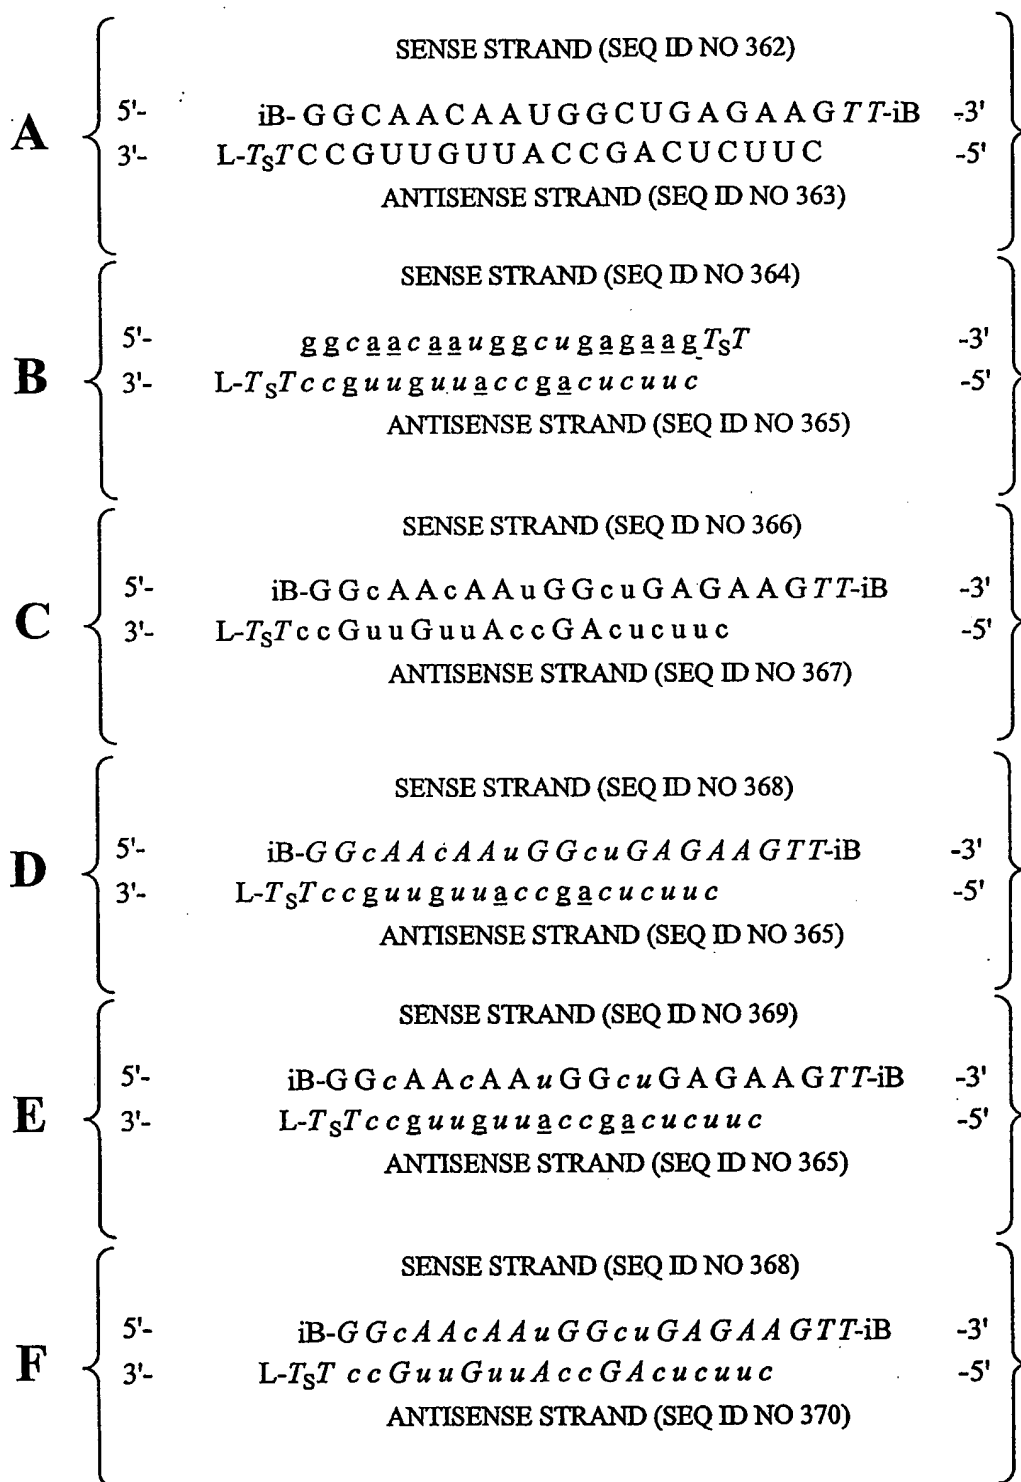 SENSE STRAND (SEQ ID NO 362)
A
5'- iB- G G C A A C A A U G G C U G A G A A G T T-iB -3'
3'- L-TSTC C G U U G U U A C C G A C U C U U C -5'
ANTISENSE STRAND (SEQ ID NO 363)
SENSE STRAND (SEQ ID NO 364)
B
5'- g g c a a c a a u g g c u g a g a a g TST -3'
3'- L-TST c c g u u g u u a c c g a c u c u u c -5'
ANTISENSE STRAND (SEQ ID NO 365)
SENSE STRAND (SEQ ID NO 366)
C
5'- iB-G G c A A c A A u G G c u G A G A A G T T-iB -3'
3'- L-TST c c G u u G u u A c c G A c u c u u c -5'
ANTISENSE STRAND (SEQ ID NO 367)
SENSE STRAND (SEQ ID NO 368)
D
5'- iB-G G c A A c A A u G G c u G A G A A G T T-iB -3'
3'- L-TST c c g u u g u u a c c g a c u c u u c -5'
ANTISENSE STRAND (SEQ ID NO 365)
SENSE STRAND (SEQ ID NO 369)
E
5'- iB-G G c A A c A A u G G c u G A G A A G T T-iB -3'
3'- L-TST c c g u u g u u a c c g a c u c u u c -5'
ANTISENSE STRAND (SEQ ID NO 365)
SENSE STRAND (SEQ ID NO 368)
F
5'- iB-G G c A A c A A u G G c u G A G A A G T T-iB -3'
3'- L-TST c c G u u G u u A c c G A c u c u u c -5'
ANTISENSE STRAND (SEQ ID NO 370)